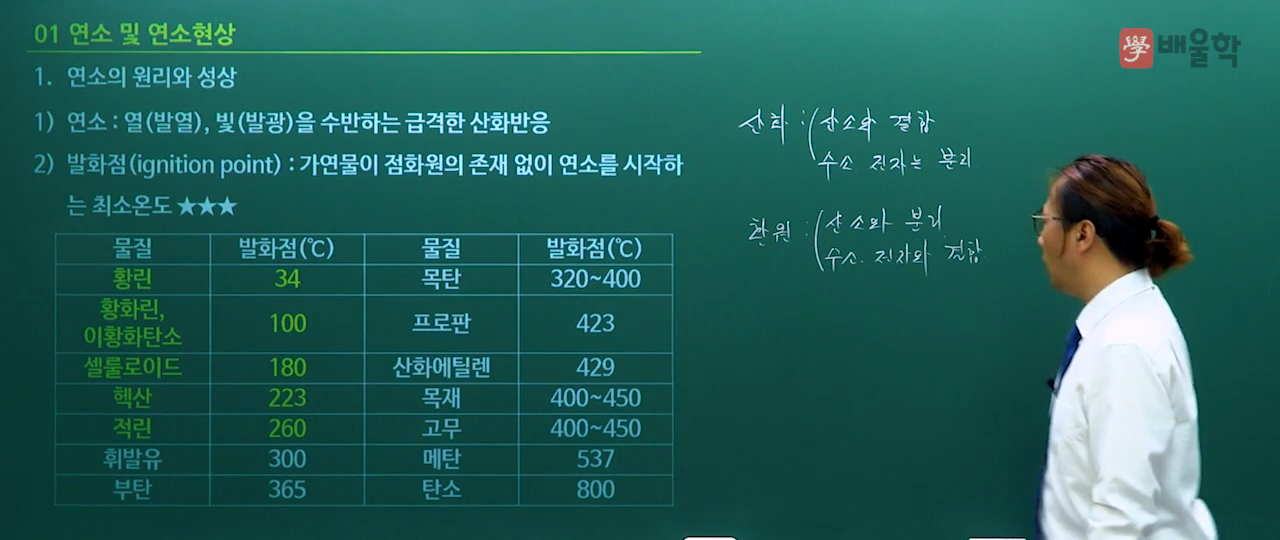 01 연소 및 연소현상
學 배울학
1. 연소의 원리와 성상
1) 연소 : 열(발열), 빛(발광)을 수반하는 급격한 산화반응
2) 발화점(ignition point) : 가연물이 점화원의 존재 없이 연소를 시작하
는 최소온도 ★★★
물질 발화점(℃) 물질 발화점(℃)
황린 34 목탄 320~400
황화린,
이황화탄소 100 프로판 423
셀룰로이드 180 산화에틸렌 429
헥산 223 목재 400~450
적린 260 고무 400~450
휘발유 300 메탄 537
부탄 365 탄소 800
산화 : 산소와 결합
수소. 전자는 분리.
환원 : 산소와 분리.
수소. 전자와 결합.